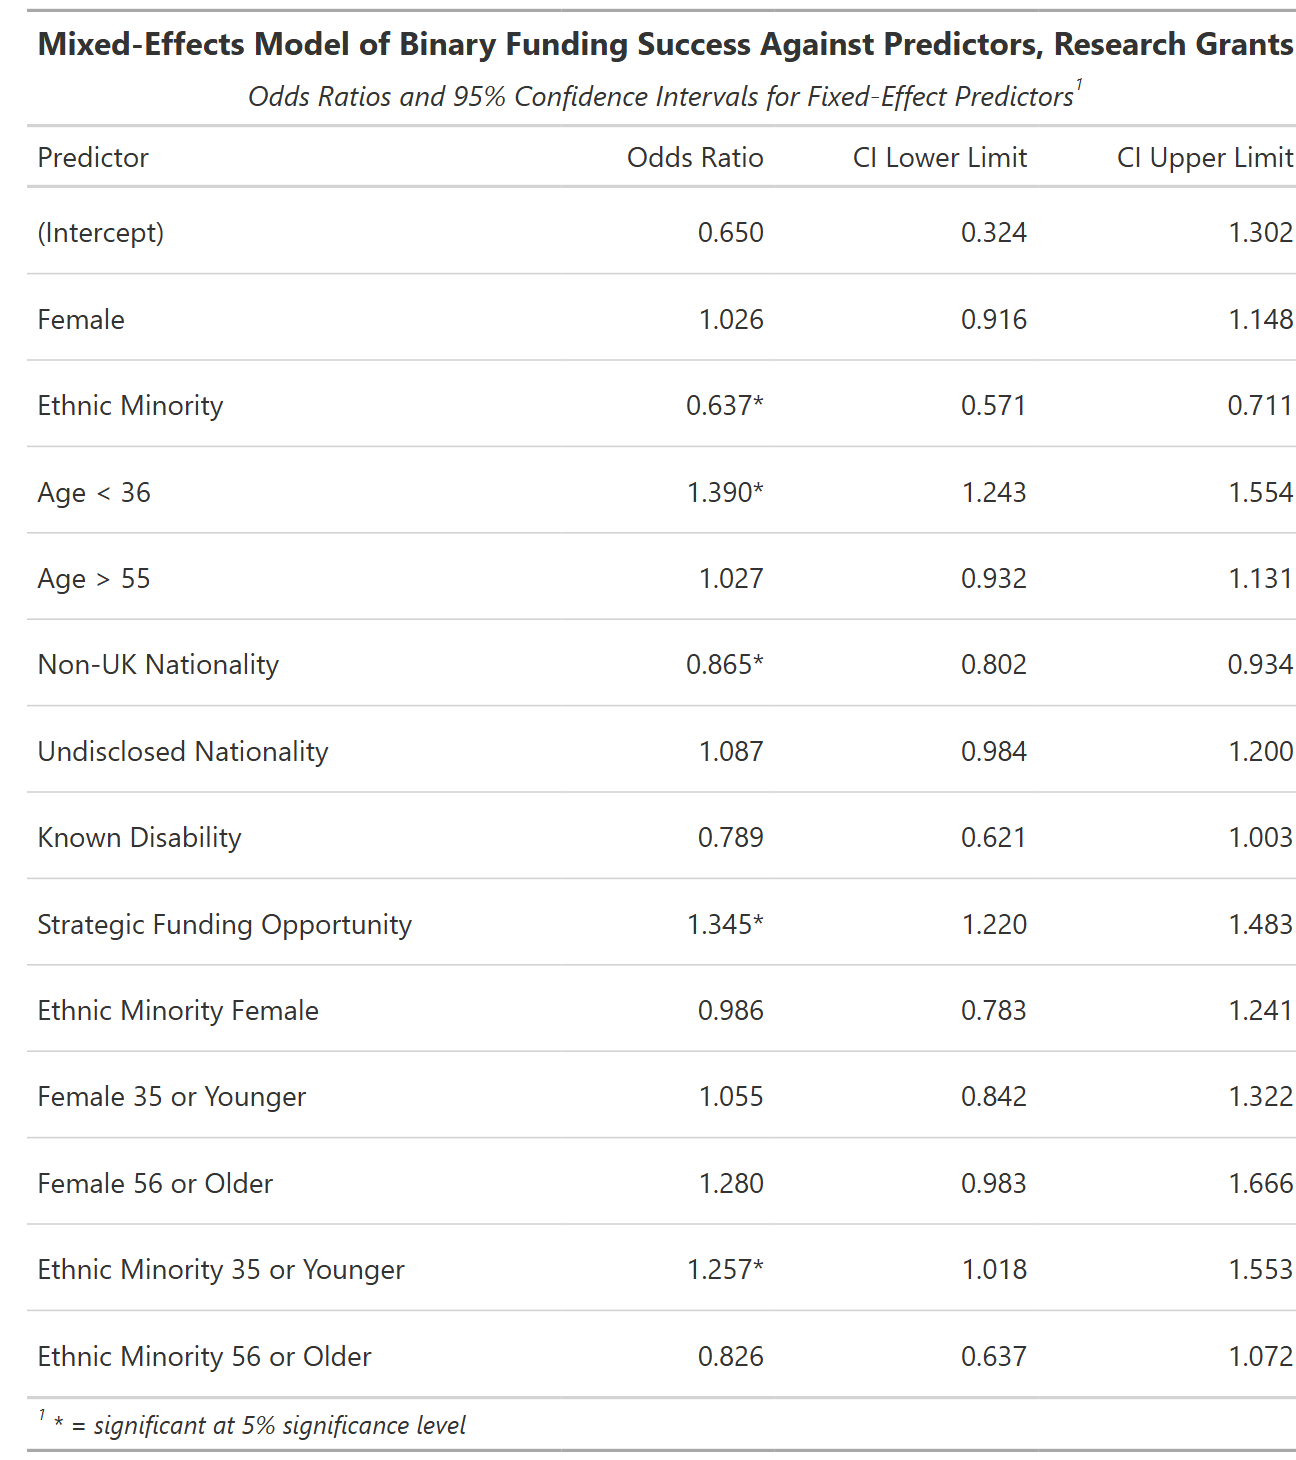 Mixed-Effects Model of Binary Funding Success Against Predictors, Research Grants
Odds Ratios and 95% Confidence Intervals for Fixed-Effect Predictors1
Predictor Odds Ratio CI Lower Limit CI Upper Limit
(Intercept) 0.650 0.324 1.302
Female 1.026 0.916 1.148
Ethnic Minority 0.637* 0.571 0.711
Age < 36 1.390* 1.243 1.554
Age > 55 1.027 0.932 1.131
Non-UK Nationality 0.865* 0.802 0.934
Undisclosed Nationality 1.087 0.984 1.200
Known Disability 0.789 0.621 1.003
Strategic Funding Opportunity 1.345* 1.220 1.483
Ethnic Minority Female 0.986 0.783 1.241
Female 35 or Younger 1.055 0.842 1.322
Female 56 or Older 1.280 0.983 1.666
Ethnic Minority 35 or Younger 1.257* 1.018 1.553
Ethnic Minority 56 or Older 0.826 0.637 1.072
1 * = significant at 5% significance level